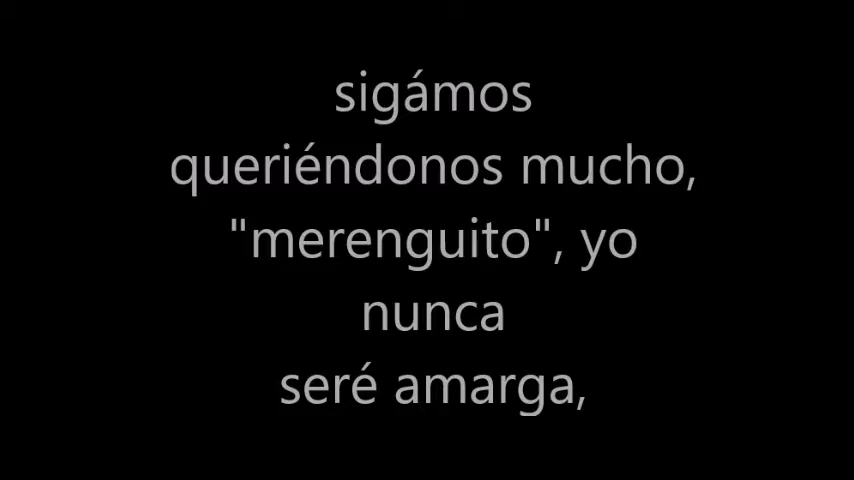 sigámos
queriéndonos mucho,
"merenguito", yo
nunca
seré amarga,